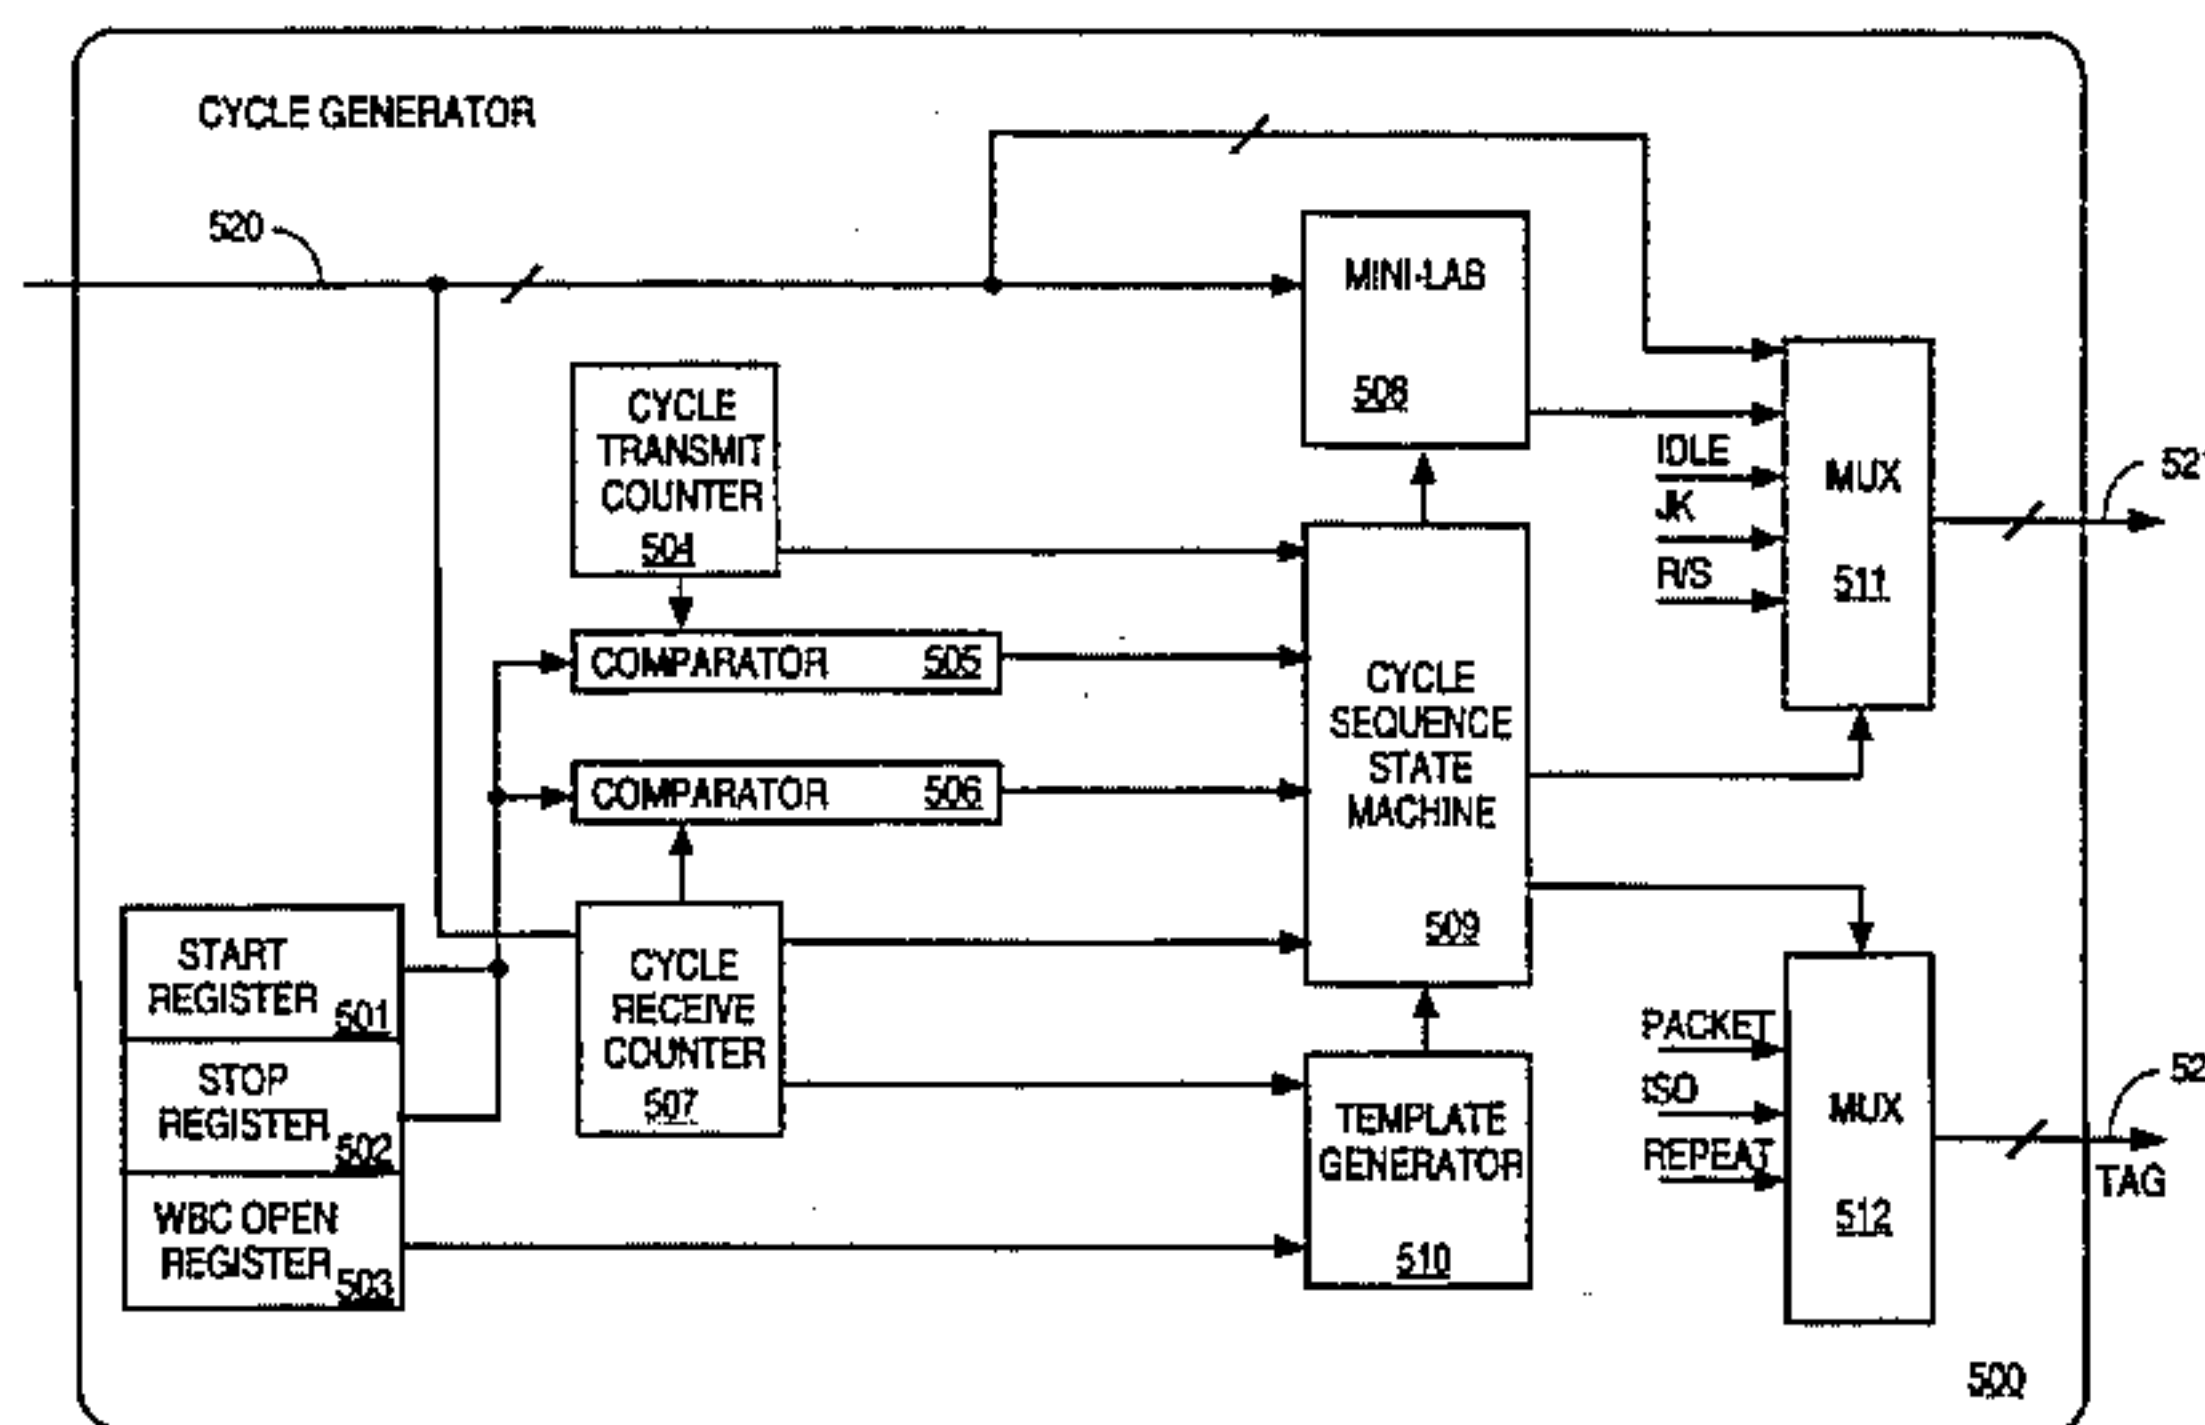 CYCLE GENERATOR
520
MINI-LAB
508
CYCLE
TRANSMIT
COUNTER
504
IDLE
JK
R/S
MUX
511
521
COMPARATOR 505
COMPARATOR 506
CYCLE
SEQUENCE
STATE
MACHINE
509
START
REGISTER
501
STOP
REGISTER
502
WBC OPEN
REGISTER
503
CYCLE
RECEIVE
COUNTER
507
TEMPLATE
GENERATOR
510
PACKET
ISO
REPEAT
MUX
512
TAG
500